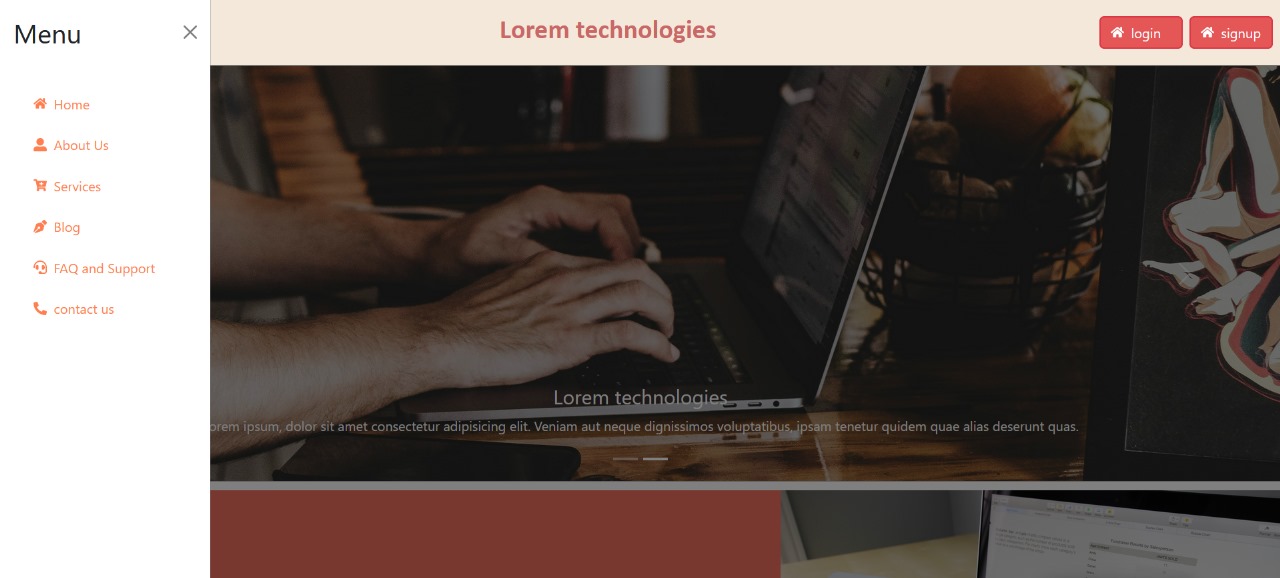 Menu
Lorem technologies
login
signup
Home
About Us
Services
Blog
FAQ and Support
contact us
Lorem technologies
orem ipsum, dolor sit amet consectetur adipisicing elit. Veniam aut neque dignissimos voluptatibus, ipsam tenetur quidem quae alias deserunt quas.